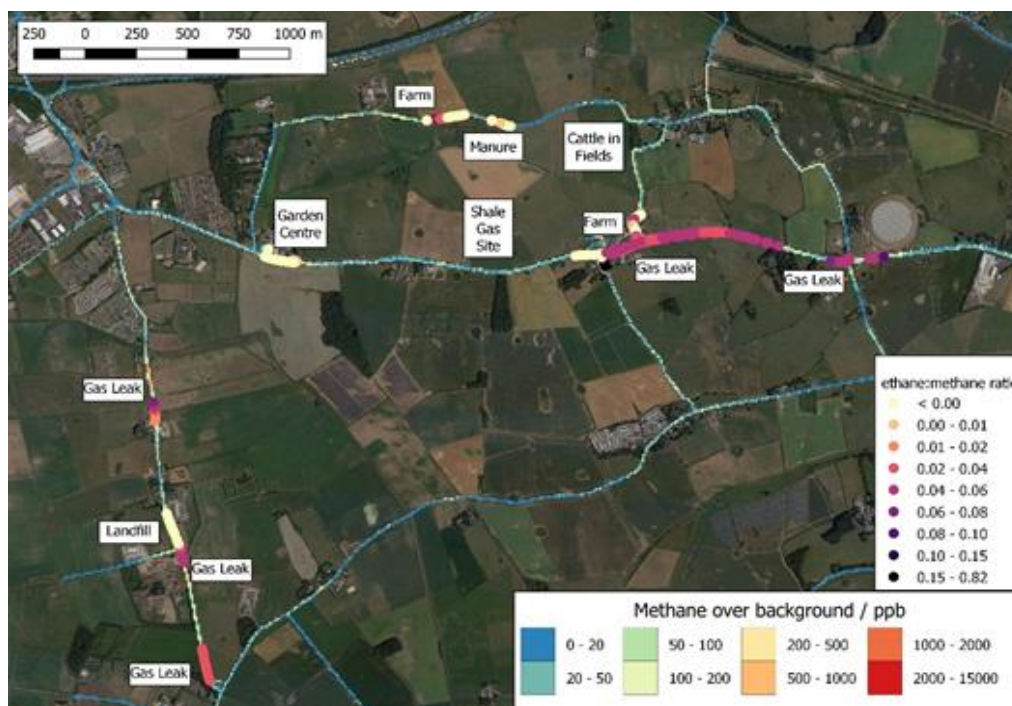 250 0 250 500 750 1000 m
Farm
Manure
Cattle in
Fields
Garden
Centre
Shale
Gas
Site
Farm
Gas Leak
Gas Leak
Gas Leak
Landfill
Gas Leak
Gas Leak
ethane:methane ratio
< 0.00
0.00 - 0.01
0.01 - 0.02
0.02 - 0.04
0.04 - 0.06
0.06 - 0.08
0.08 - 0.10
0.10 - 0.15
0.15 - 0.82
Methane over background / ppb
0 - 20 50 - 100 200 - 500 1000 - 2000
20 - 50 100 - 200 500 - 1000 2000 - 15000